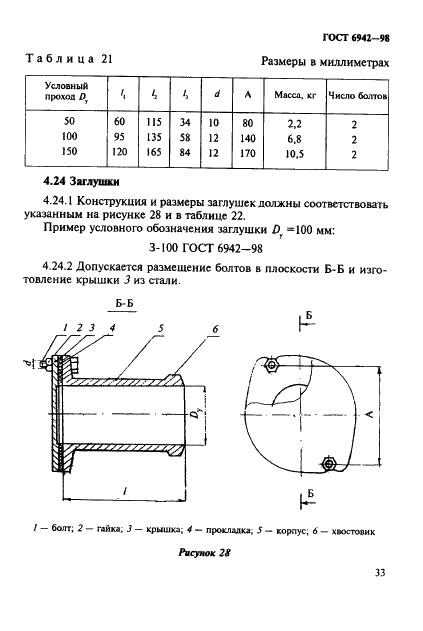 ГОСТ 6942—98
Таблица 21 Размеры в миллиметрах
Условный проход Dy l1 l2 l3 d А Масса, кг Число болтов
50 60 115 34 10 80 2,2 2
100 95 135 58 12 140 6,8 2
150 120 165 84 12 170 10,5 2
4.24 Заглушки
4.24.1 Конструкция и размеры заглушек должны соответствовать
указанным на рисунке 28 и в таблице 22.
Пример условного обозначения заглушки Dy =100 мм:
З-100 ГОСТ 6942—98
4.24.2 Допускается размещение болтов в плоскости Б-Б и изго-
товление крышки 3 из стали.
Б-Б
1 2 3 4 5 6
Б
d
Dy
А
l
Б
1 — болт; 2 — гайка; 3 — крышка; 4 — прокладка; 5 — корпус; 6 — хвостовик
Рисунок 28
33